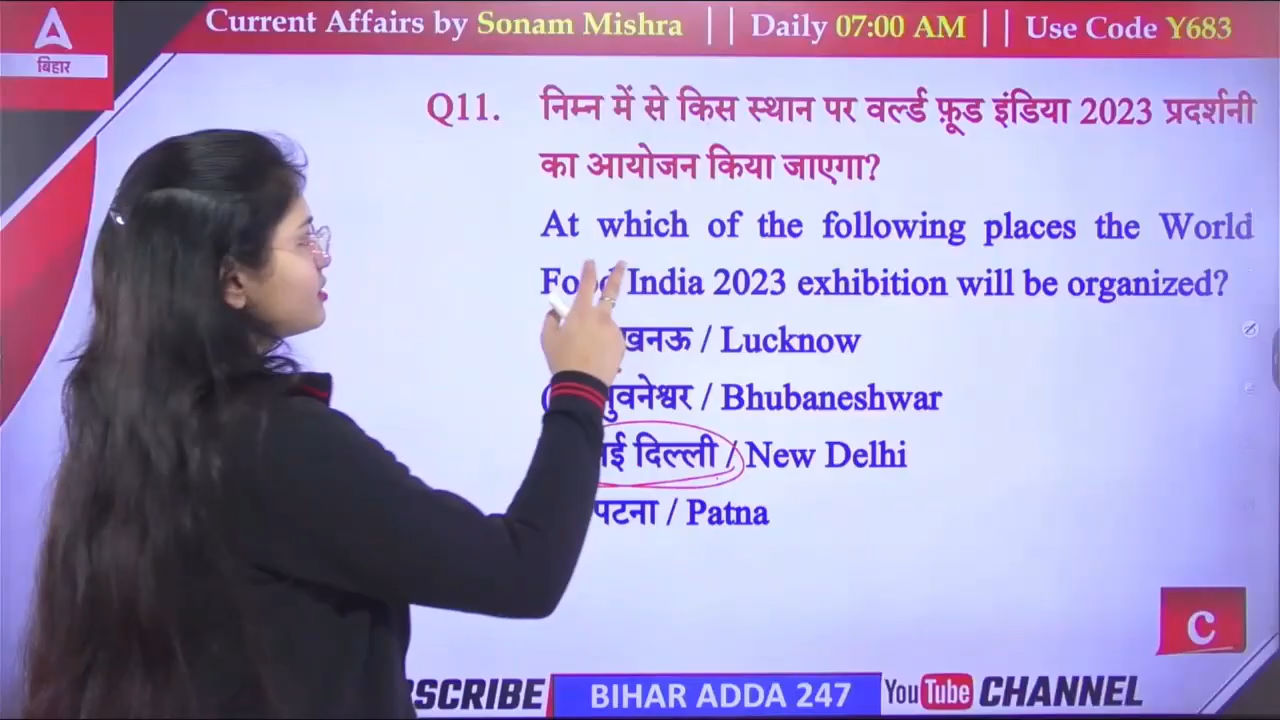 Current Affairs by Sonam Mishra || Daily 07:00 AM || Use Code Y683
बिहार
Q11. निम्न में से किस स्थान पर वर्ल्ड फ़ूड इंडिया 2023 प्रदर्शनी
का आयोजन किया जाएगा?
At which of the following places the World
Food India 2023 exhibition will be organized?
/ Lucknow
/ Bhubaneshwar
दिल्ली / New Delhi
पटना / Patna
C
BIHAR ADDA 247 YouTube CHANNEL